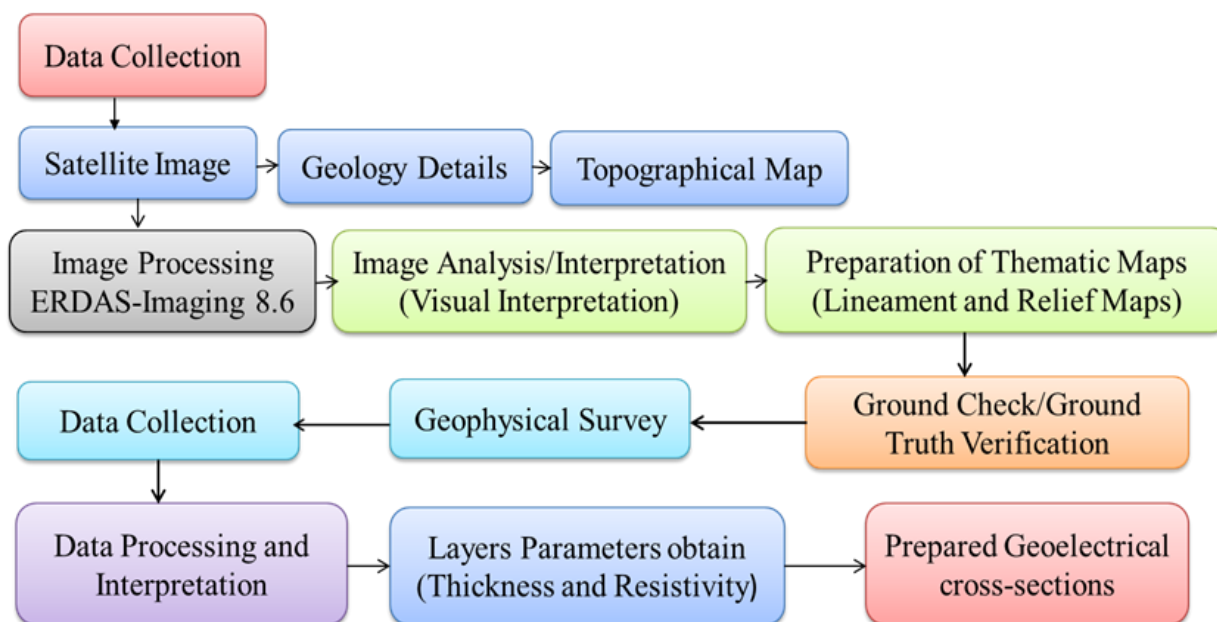 Data Collection
Satellite Image
Geology Details
Topographical Map
Image Processing
ERDAS-Imaging 8.6
Image Analysis/Interpretation
(Visual Interpretation)
Preparation of Thematic Maps
(Lineament and Relief Maps)
Ground Check/Ground
Truth Verification
Geophysical Survey
Data Collection
Data Processing and
Interpretation
Layers Parameters obtain
(Thickness and Resistivity)
Prepared Geoelectrical
cross-sections